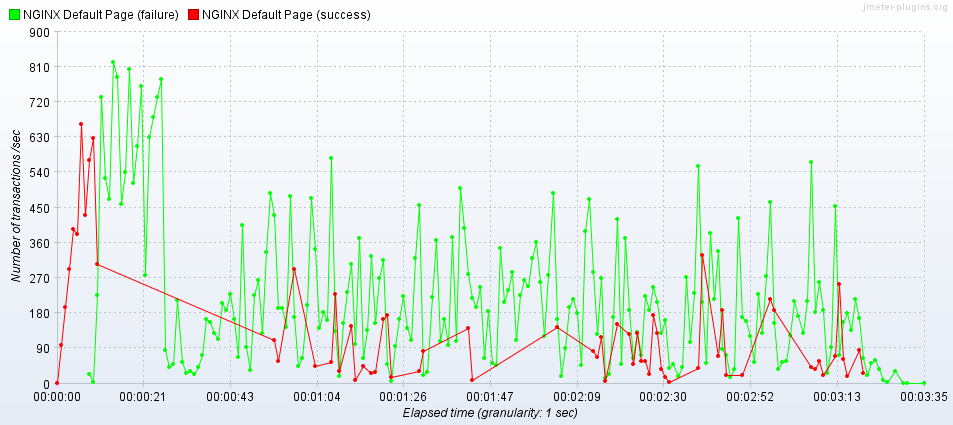 NGINX Default Page (failure) NGINX Default Page (success)
jmeter-plugins.org
900
810
720
630
540
450
360
270
180
90
0
Number of transactions /sec
00:00:00 00:00:21 00:00:43 00:01:04 00:01:26 00:01:47 00:02:09 00:02:30 00:02:52 00:03:13 00:03:35
Elapsed time (granularity: 1 sec)